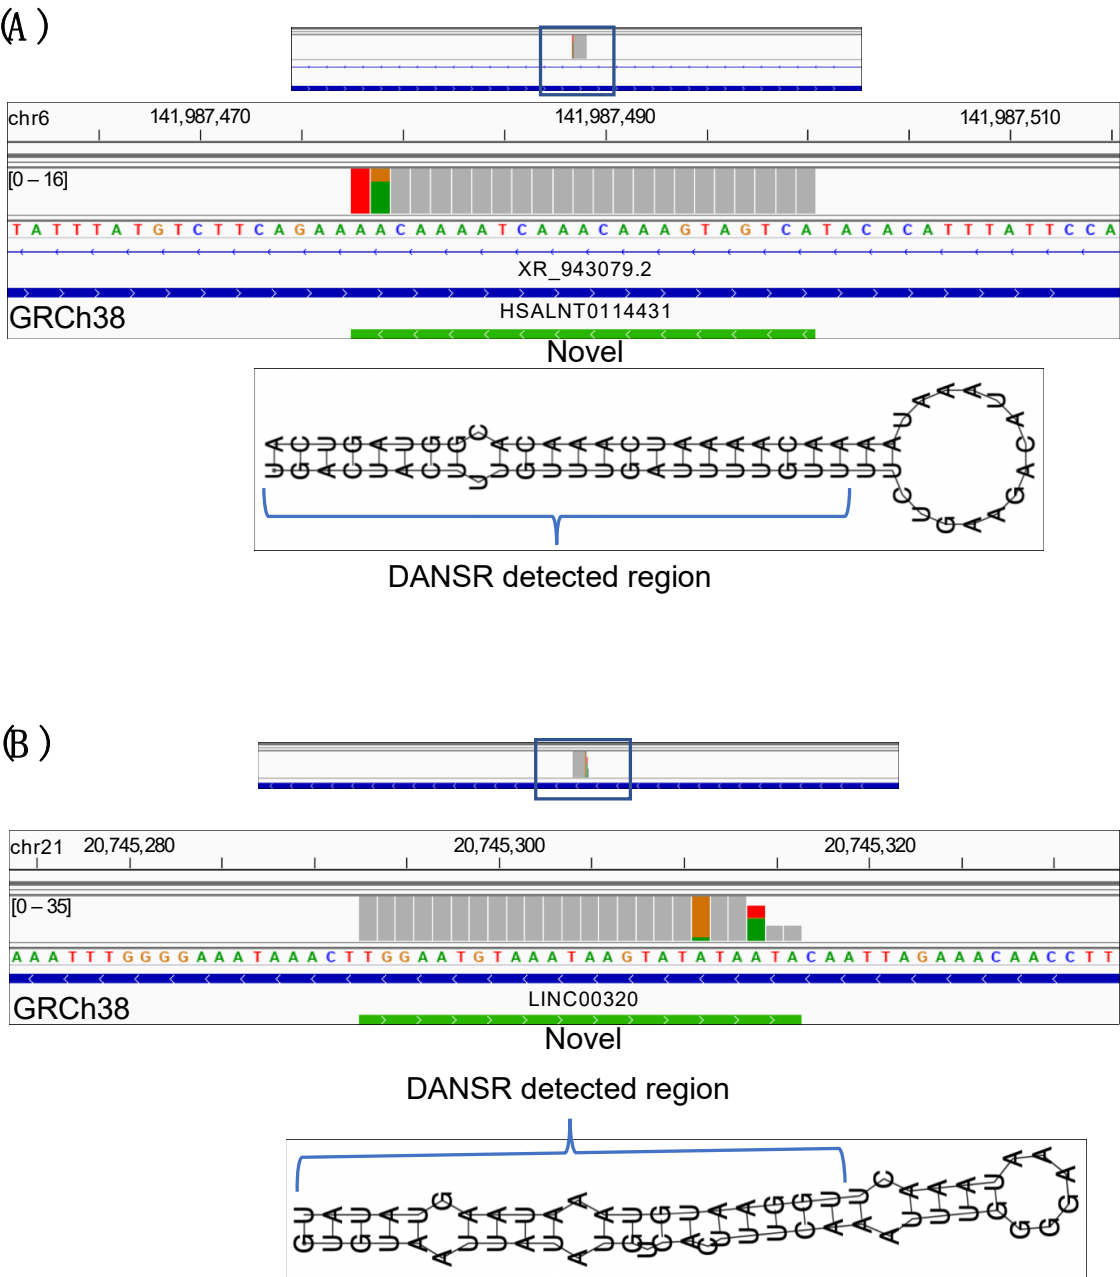 (A)
chr6 141,987,470 141,987,490 141,987,510
[0 – 16]
T A T T T A T G T C T T C A G A A A A C A A A A T C A A A C A A A G T A G T C A T A C A C A T T T A T T C C A
XR_943079.2
HSALNT0114431
GRCh38
Novel
A C U G A U G G C A C A A A C U A A A A C A A A A U A A A U A C A G A A G U C
U G A C U A C U U U G U U U G A U U U U G U U U U
DANSR detected region
(B)
chr21 20,745,280 20,745,300 20,745,320
[0 – 35]
A A A T T T G G G G A A A T A A A C T T G G A A T G T A A A T A A G T A T A T A A T A C A A T T A G A A A C A A C C T T
LINC00320
GRCh38
Novel
DANSR detected region